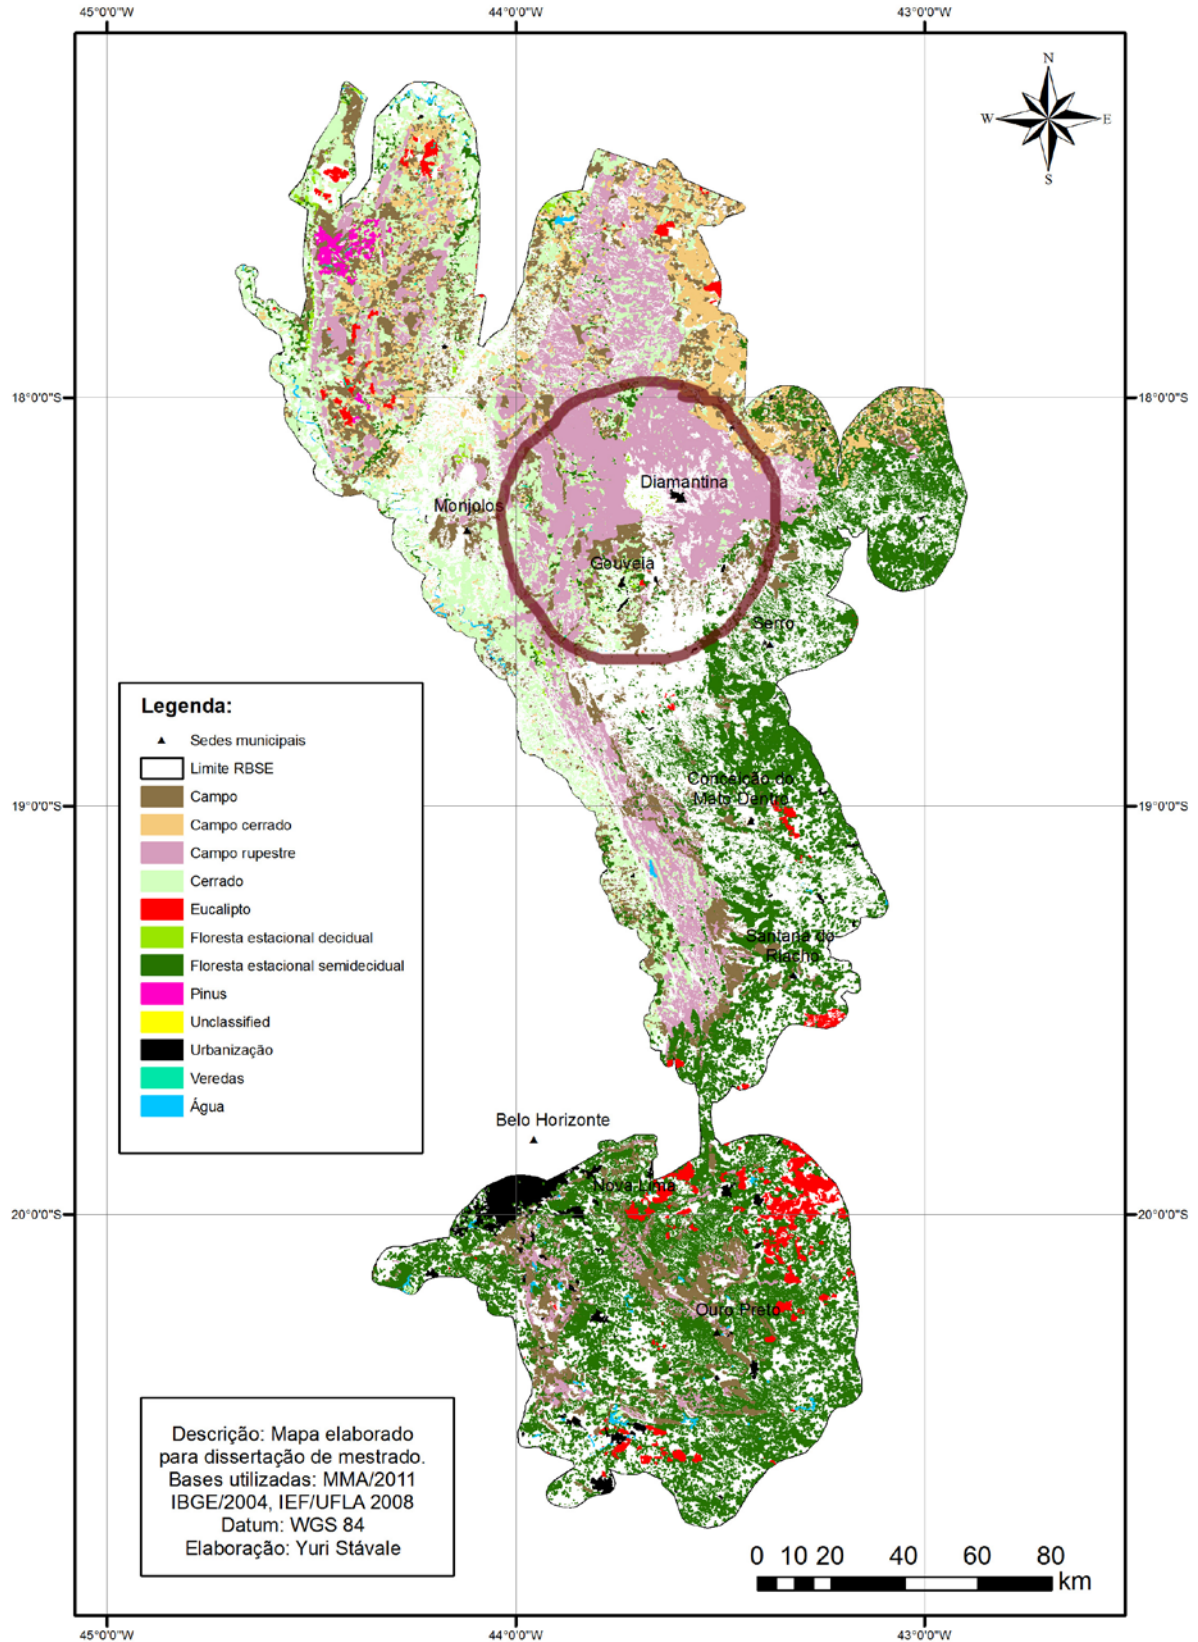 45°0'0"W 44°0'0"W 43°0'0"W
N
W E
S
18°0'0"S 18°0'0"S
Diamantina
Monjolos
Gouveia
Serro
Legenda:
Sedes municipais
Limite RBSE
Campo
Campo cerrado
Campo rupestre
Cerrado
Eucalipto
Floresta estacional decidual
Floresta estacional semidecidual
Pinus
Unclassified
Urbanização
Veredas
Água
Conceição do
Mato Dentro
19°0'0"S 19°0'0"S
Santana do
Riacho
Belo Horizonte
Nova Lima
20°0'0"S 20°0'0"S
Ouro Preto
Descrição: Mapa elaborado
para dissertação de mestrado.
Bases utilizadas: MMA/2011
IBGE/2004, IEF/UFLA 2008
Datum: WGS 84
Elaboração: Yuri Stávale
0 10 20 40 60 80
km
45°0'0"W 44°0'0"W 43°0'0"W